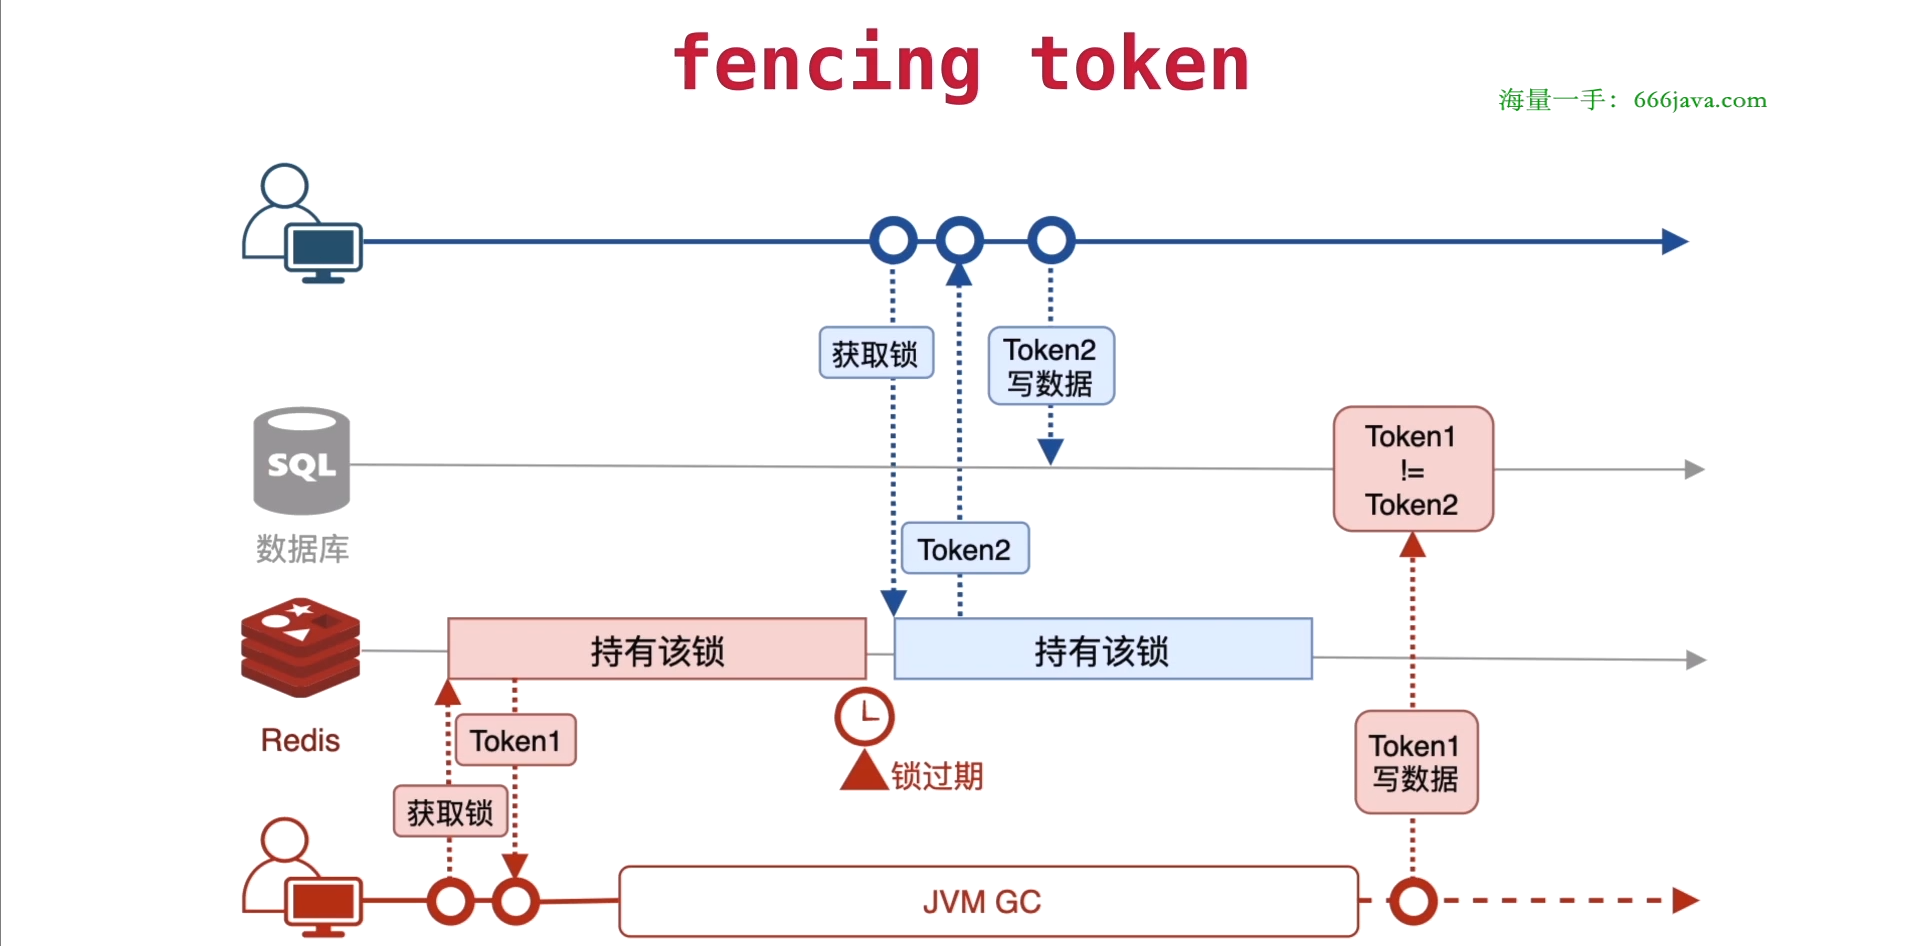 fencing token
海量一手：666java.com
获取锁
Token2
写数据
Token1
!=
Token2
SQL
数据库
Token2
持有该锁
持有该锁
Redis
Token1
锁过期
Token1
写数据
获取锁
JVM GC